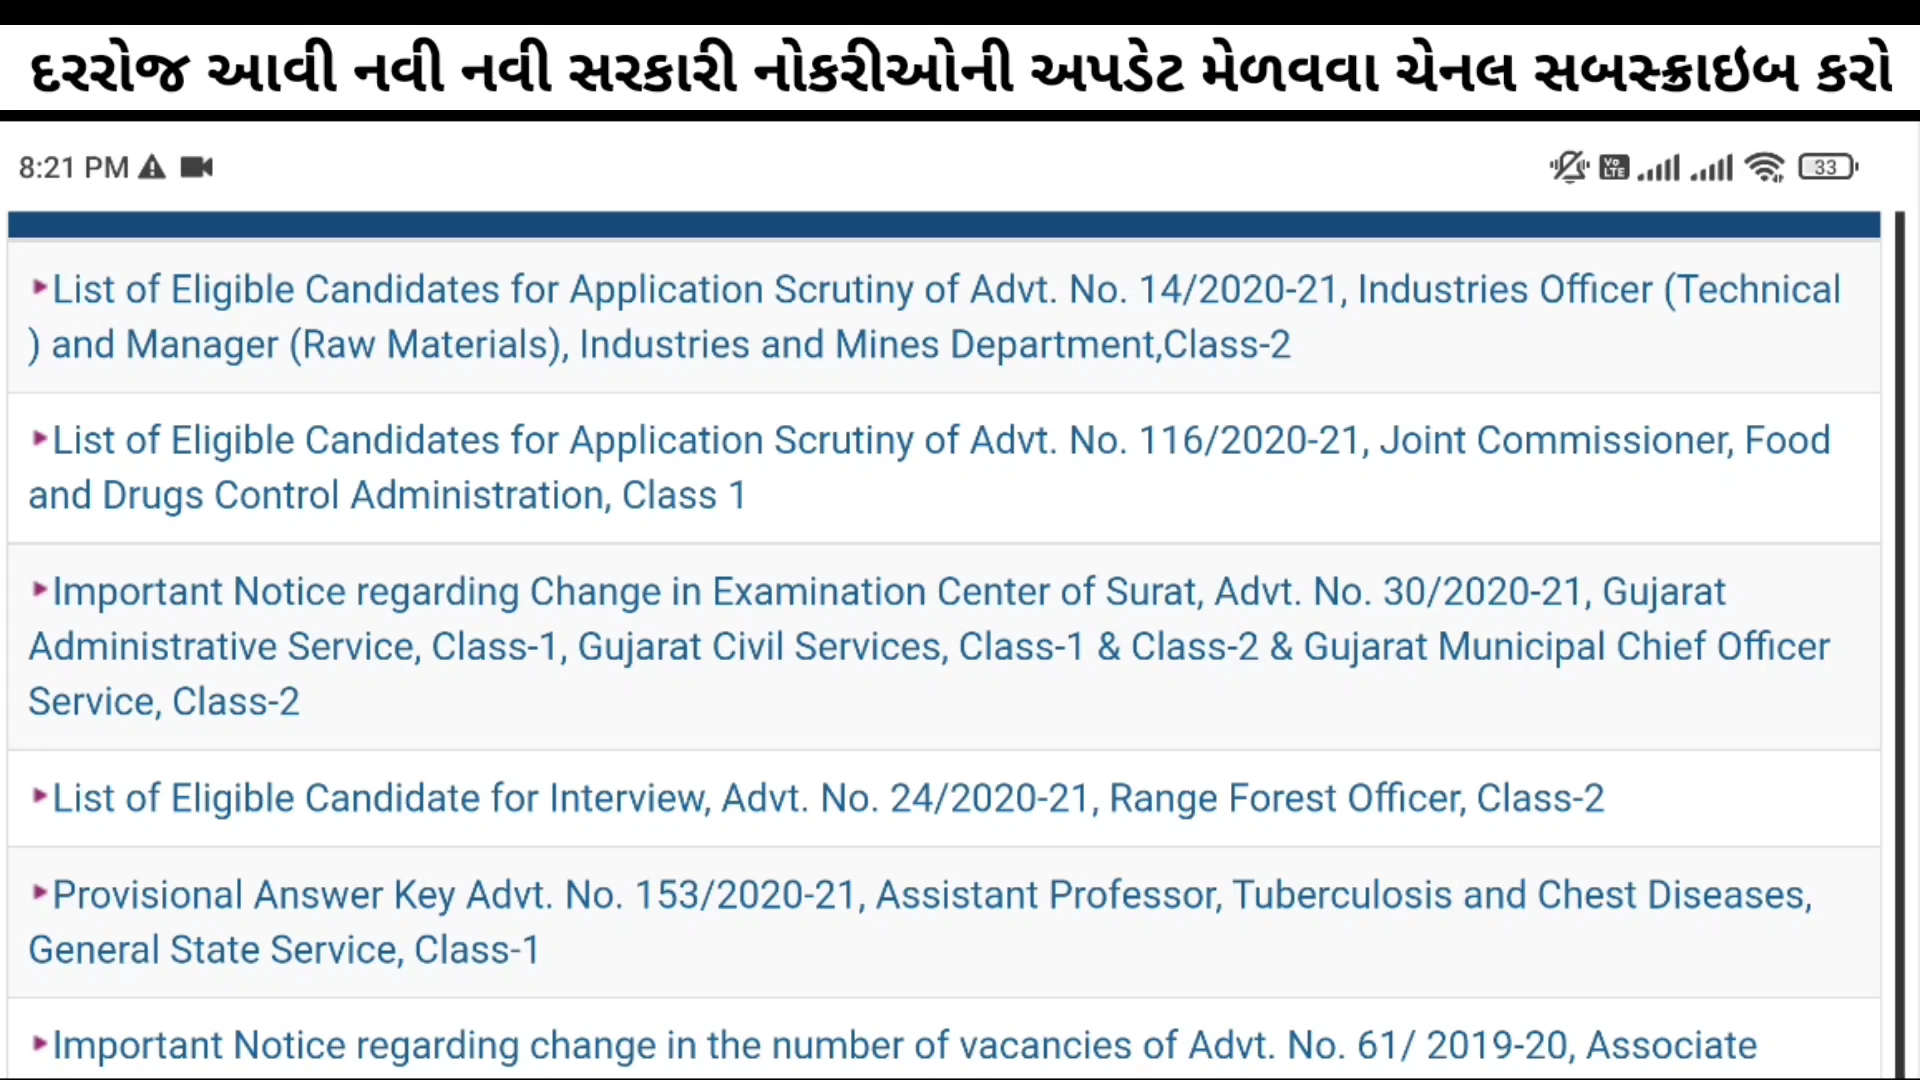 દરરોજ આવી નવી નવી સરકારી નોકરીઓની અપડેટ મેળવવા ચેનલ સબસ્ક્રાઇબ કરો
8:21 PM
Vo LTE
33
List of Eligible Candidates for Application Scrutiny of Advt. No. 14/2020-21, Industries Officer (Technical
) and Manager (Raw Materials), Industries and Mines Department,Class-2
List of Eligible Candidates for Application Scrutiny of Advt. No. 116/2020-21, Joint Commissioner, Food
and Drugs Control Administration, Class 1
Important Notice regarding Change in Examination Center of Surat, Advt. No. 30/2020-21, Gujarat
Administrative Service, Class-1, Gujarat Civil Services, Class-1 & Class-2 & Gujarat Municipal Chief Officer
Service, Class-2
List of Eligible Candidate for Interview, Advt. No. 24/2020-21, Range Forest Officer, Class-2
Provisional Answer Key Advt. No. 153/2020-21, Assistant Professor, Tuberculosis and Chest Diseases,
General State Service, Class-1
Important Notice regarding change in the number of vacancies of Advt. No. 61/ 2019-20, Associate